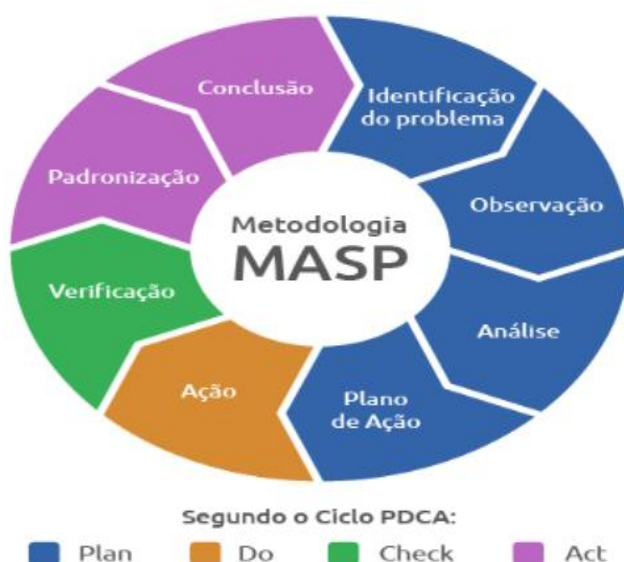 Conclusão
Identificação
do problema
Padronização
Observação
Metodologia
MASP
Verificação
Análise
Ação
Plano
de Ação
Segundo o Ciclo PDCA:
Plan Do Check Act